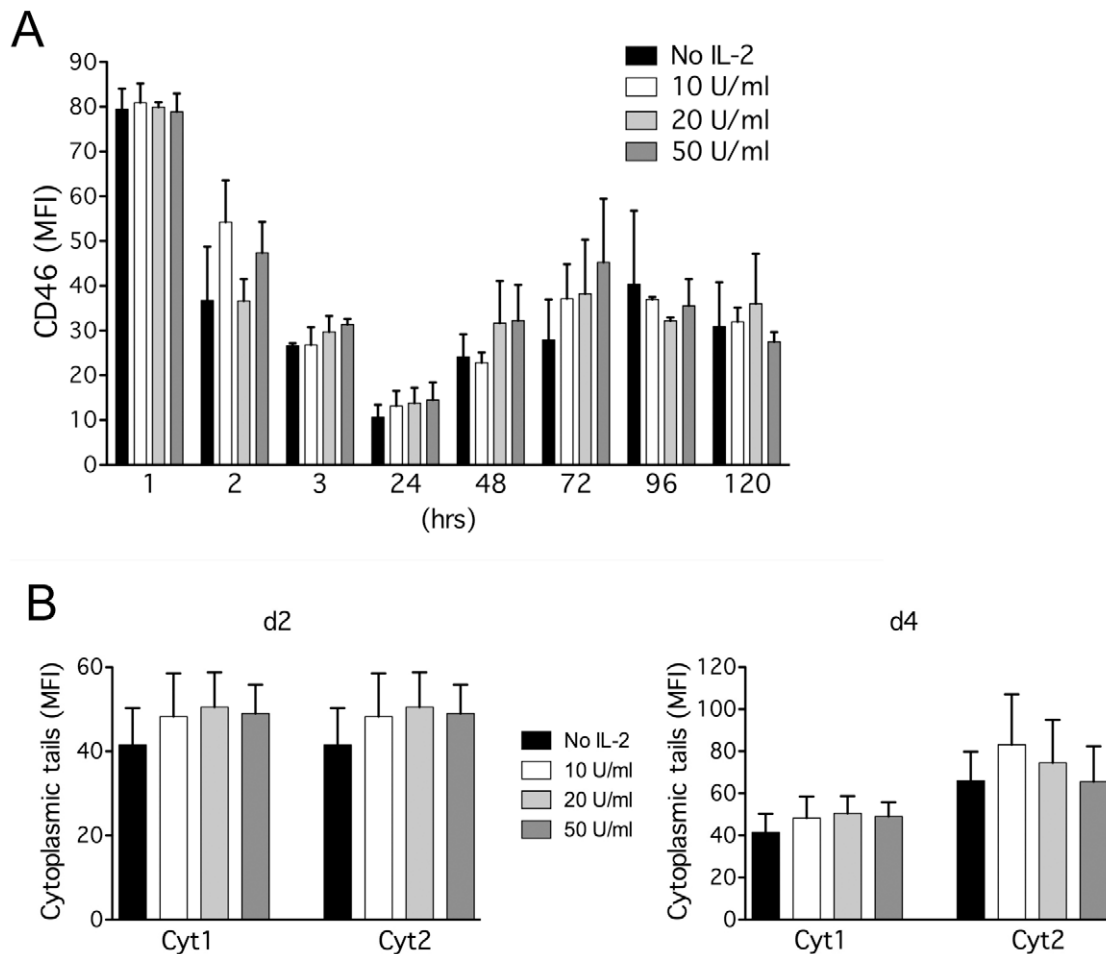 A
No IL-2
10 U/ml
20 U/ml
50 U/ml
CD46 (MFI)
90
80
70
60
50
40
30
20
10
0
1 2 3 24 48 72 96 120
(hrs)
B
d2
Cytoplasmic tails (MFI)
60
40
20
0
Cyt1 Cyt2
No IL-2
10 U/ml
20 U/ml
50 U/ml
d4
Cytoplasmic tails (MFI)
120
100
80
60
40
20
0
Cyt1 Cyt2